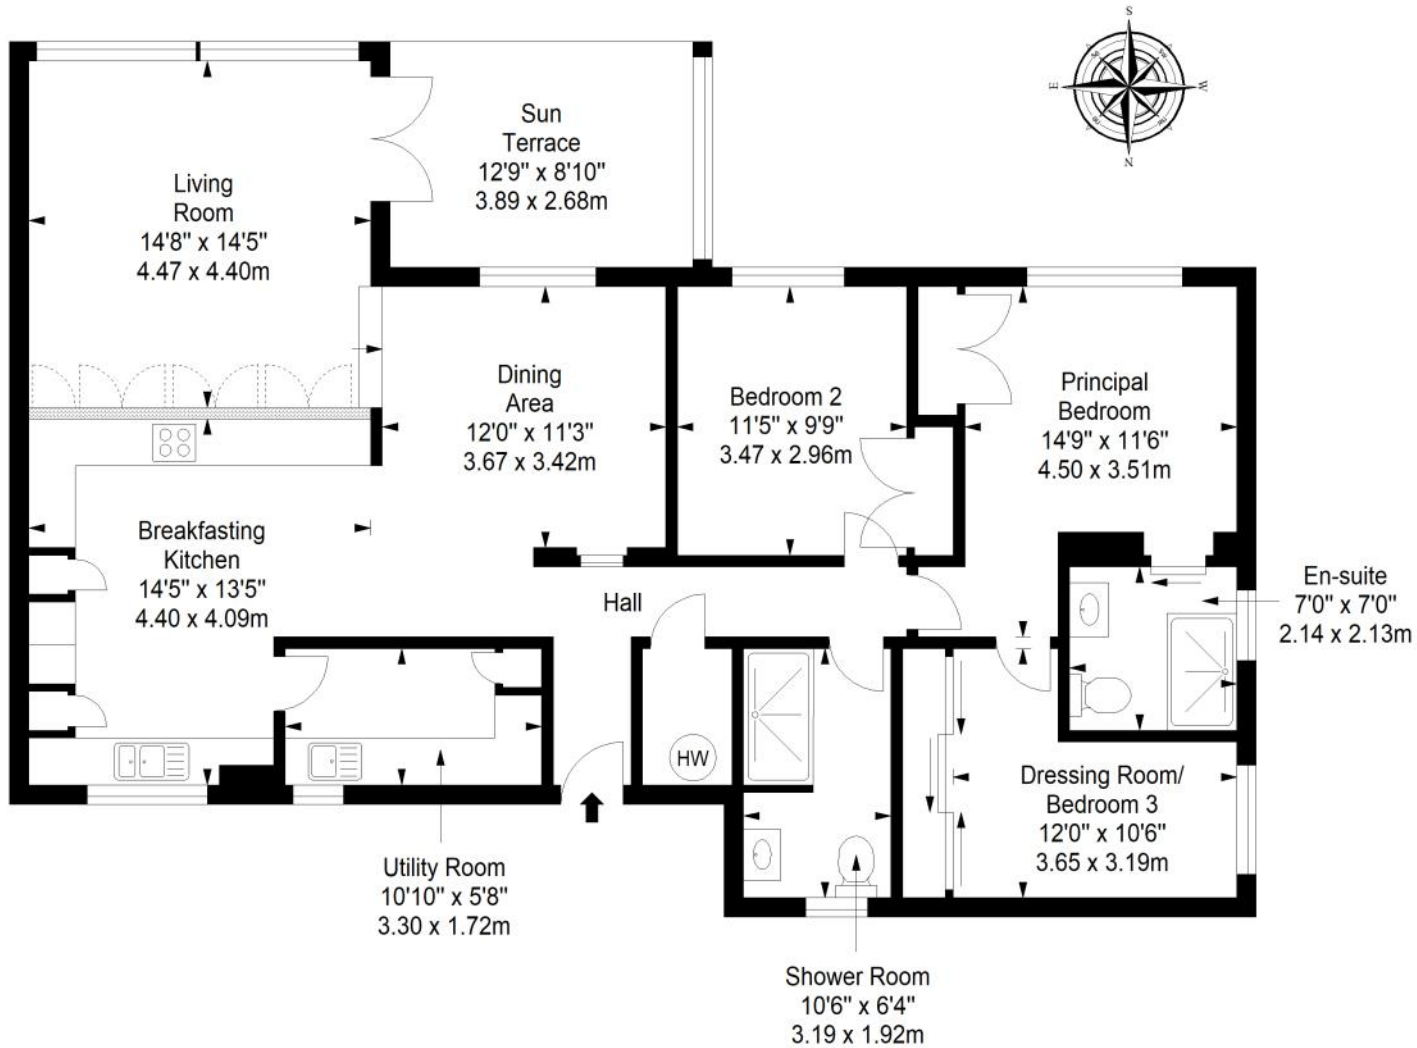 S
E
W
N
Sun
Terrace
12'9" x 8'10"
3.89 x 2.68m
Living
Room
14'8" x 14'5"
4.47 x 4.40m
Dining
Area
12'0" x 11'3"
3.67 x 3.42m
Bedroom 2
11'5" x 9'9"
3.47 x 2.96m
Principal
Bedroom
14'9" x 11'6"
4.50 x 3.51m
Breakfasting
Kitchen
14'5" x 13'5"
4.40 x 4.09m
Hall
En-suite
7'0" x 7'0"
2.14 x 2.13m
HW
Dressing Room/
Bedroom 3
12'0" x 10'6"
3.65 x 3.19m
Utility Room
10'10" x 5'8"
3.30 x 1.72m
Shower Room
10'6" x 6'4"
3.19 x 1.92m